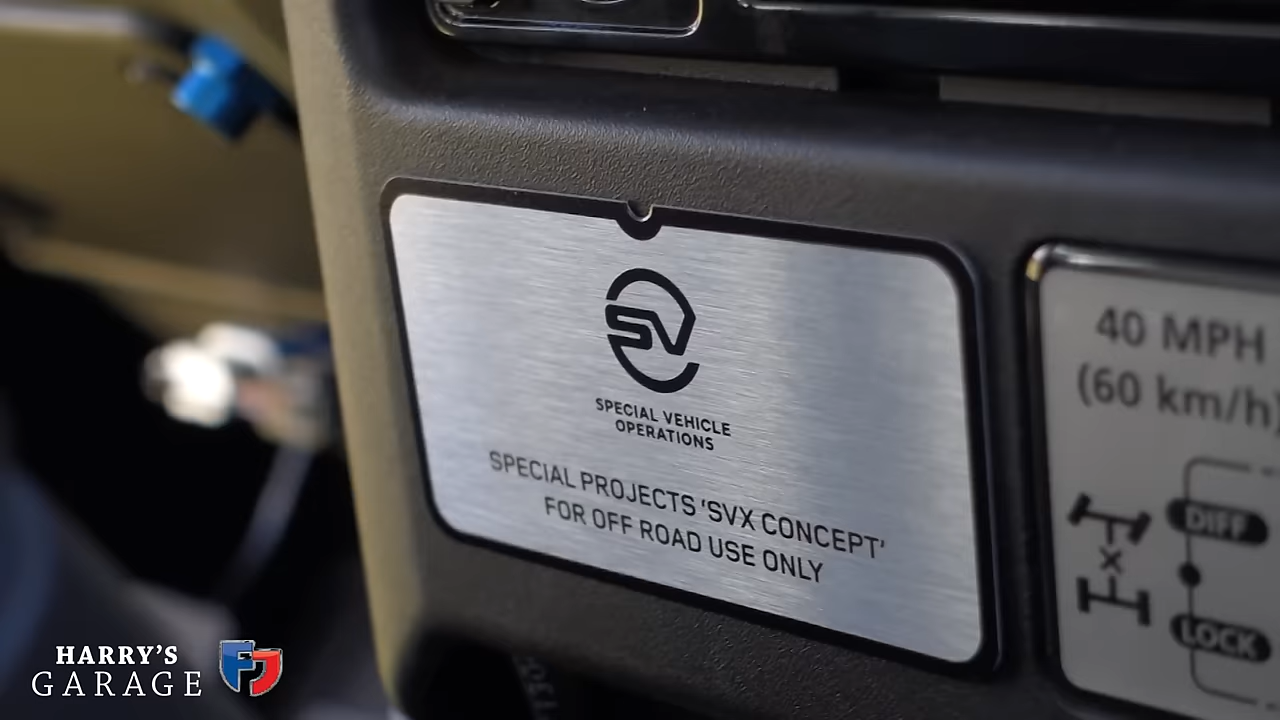 SV
SPECIAL VEHICLE
OPERATIONS
SPECIAL PROJECTS 'SVX CONCEPT'
FOR OFF ROAD USE ONLY
40 MPH
(60 km/h)
DIFF
LOCK
HARRY'S
GARAGE